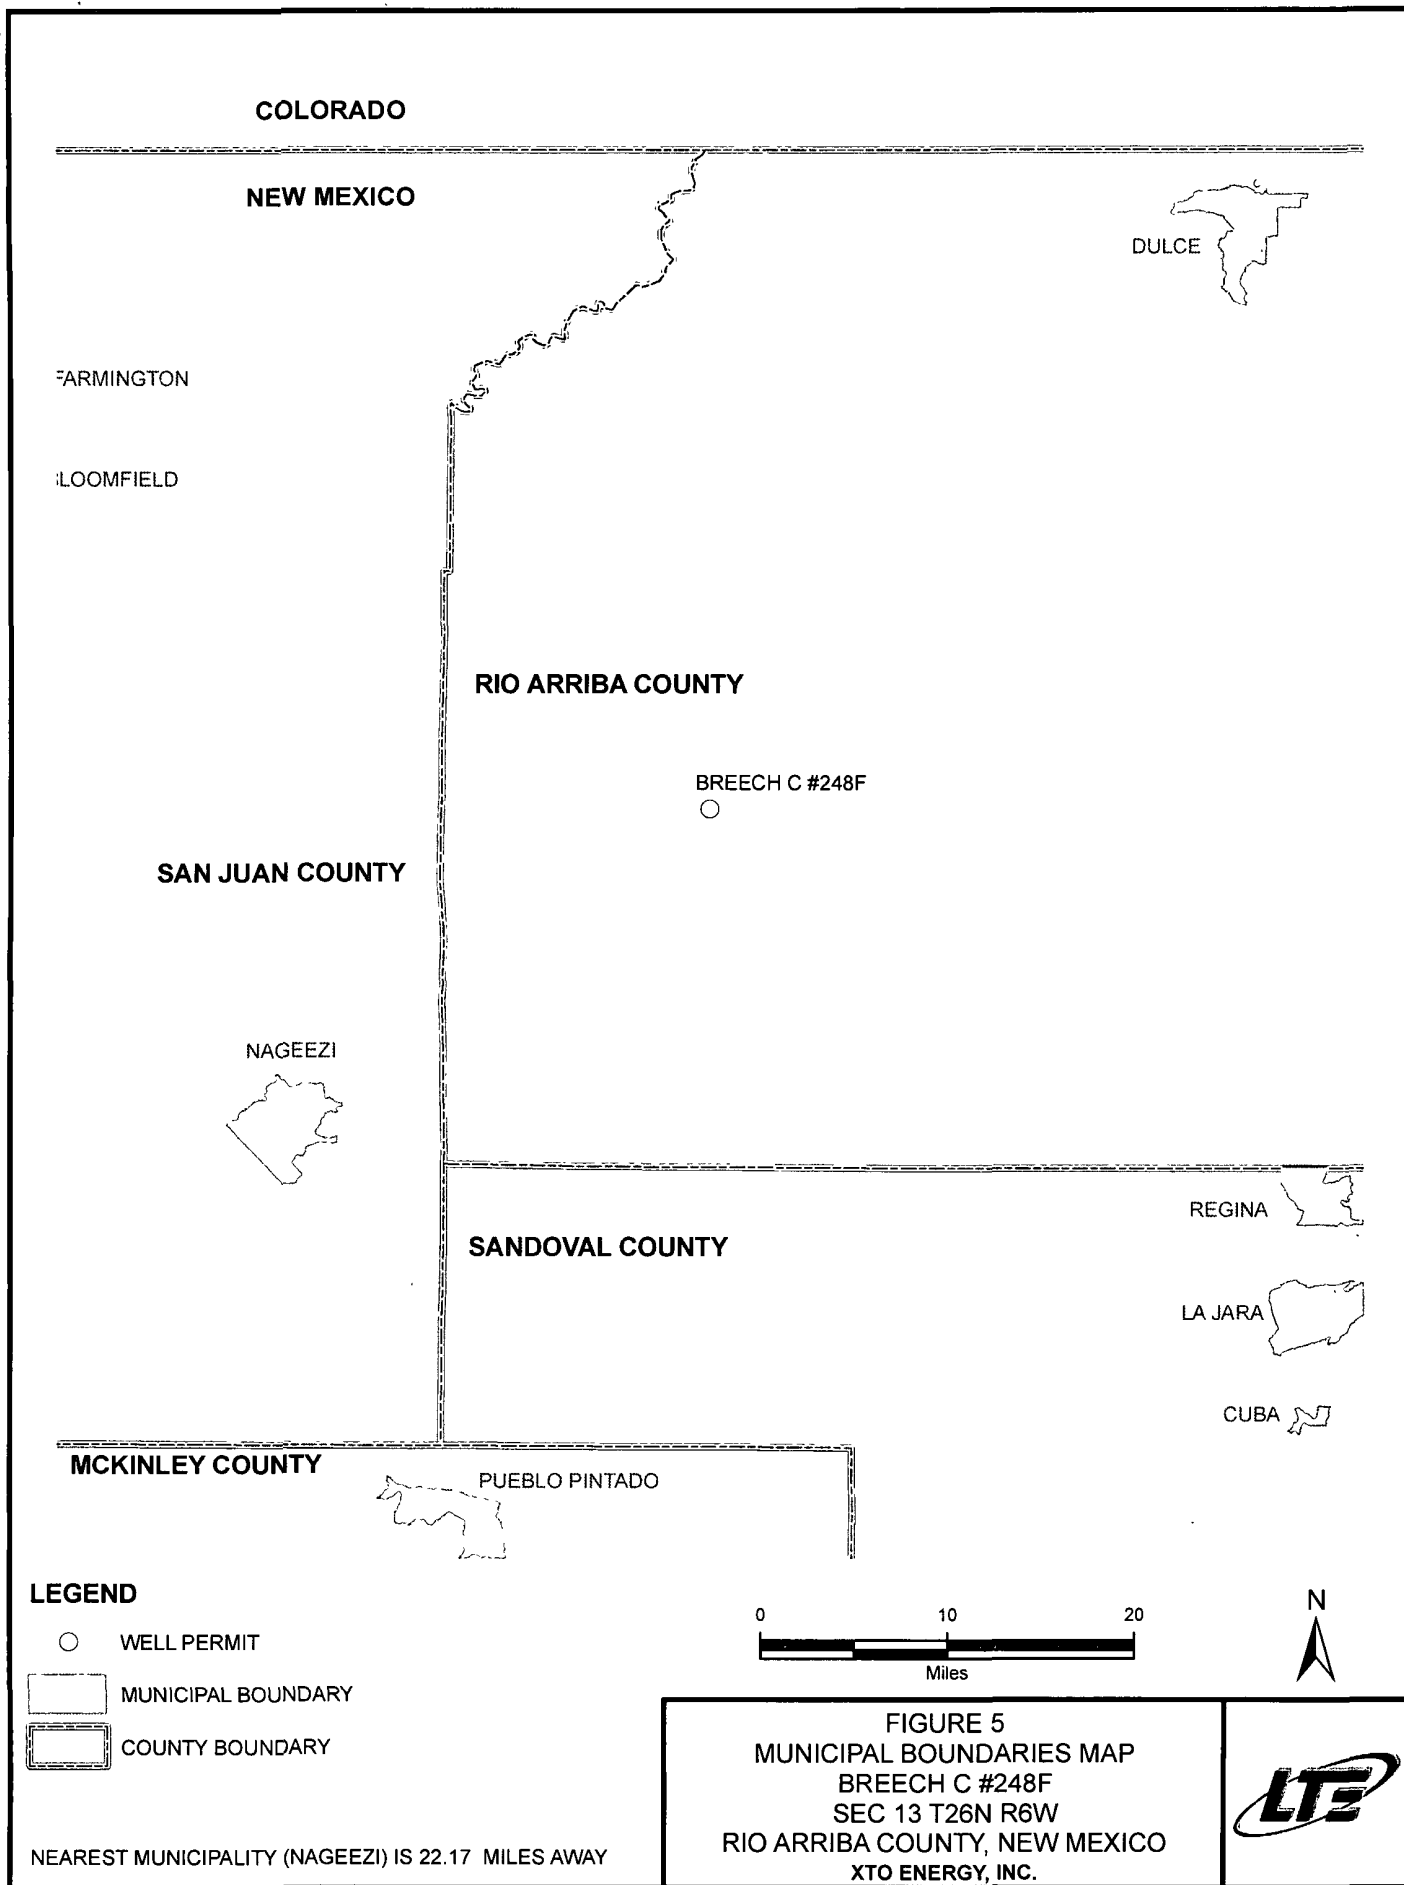 COLORADO
NEW MEXICO
DULCE
FARMINGTON
LOOMFIELD
RIO ARRIBA COUNTY
BREECH C #248F
SAN JUAN COUNTY
NAGEEZI
REGINA
SANDOVAL COUNTY
LA JARA
CUBA
MCKINLEY COUNTY
PUEBLO PINTADO
LEGEND
WELL PERMIT
MUNICIPAL BOUNDARY
COUNTY BOUNDARY
0 10 20
Miles
N
NEAREST MUNICIPALITY (NAGEEZI) IS 22.17 MILES AWAY
FIGURE 5
MUNICIPAL BOUNDARIES MAP
BREECH C #248F
SEC 13 T26N R6W
RIO ARRIBA COUNTY, NEW MEXICO
XTO ENERGY, INC.
LTE